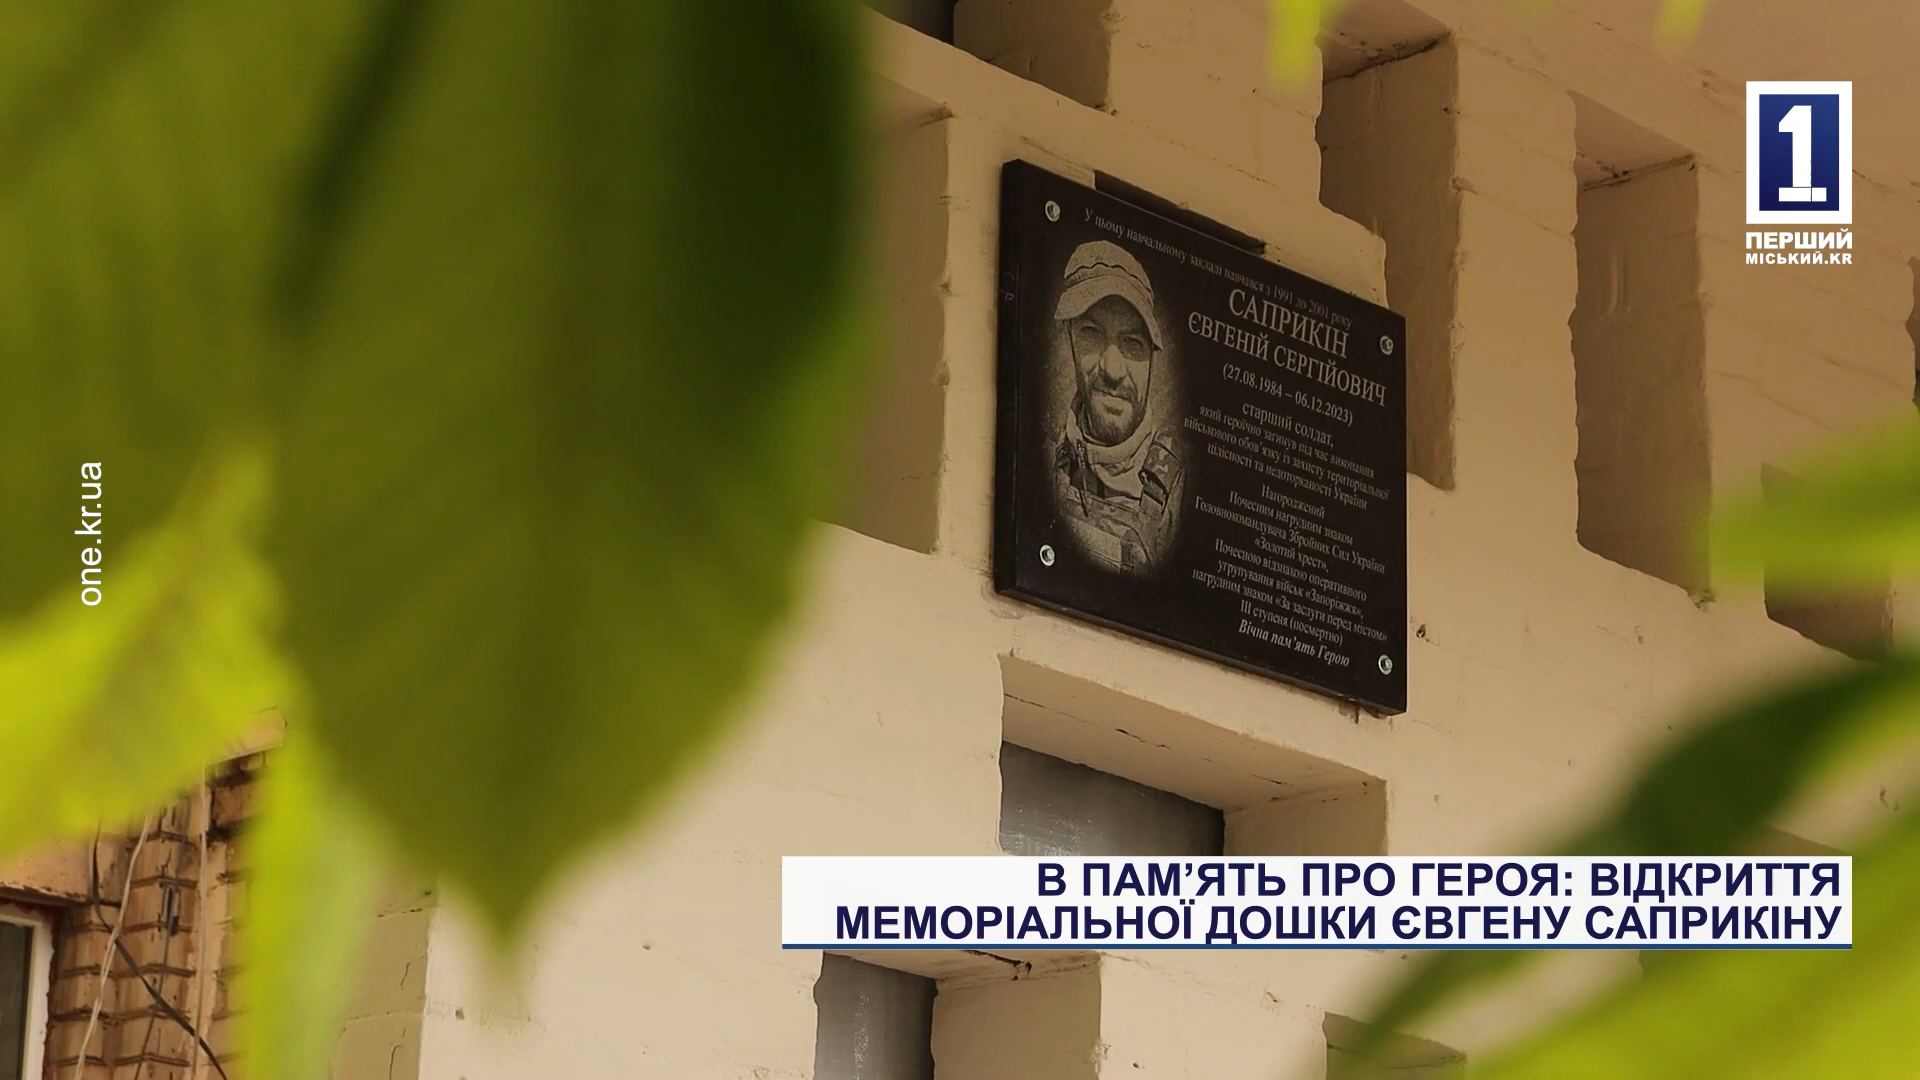 1
ПЕРШИЙ
МІСЬКИЙ.KR
one.kr.ua
У цьому навчальному закладі навчався з 1991 до 2001 року
САПРИКІН
ЄВГЕНІЙ СЕРГІЙОВИЧ
(27.08.1984 – 06.12.2023)
старший солдат,
який героїчно загинув під час виконання
військового обов’язку із захисту територіальної
цілісності та недоторканості України
Нагороджений
Почесним нагрудним знаком
Головнокомандувача Збройних Сил України
«Золотий хрест»,
Почесною відзнакою оперативного
угрупування військ «Запоріжжя»,
нагрудним знаком «За заслуги перед містом»
ІІІ ступеня (посмертно)
Вічна пам’ять Герою
В ПАМ’ЯТЬ ПРО ГЕРОЯ: ВІДКРИТТЯ
МЕМОРІАЛЬНОЇ ДОШКИ ЄВГЕНУ САПРИКІНУ